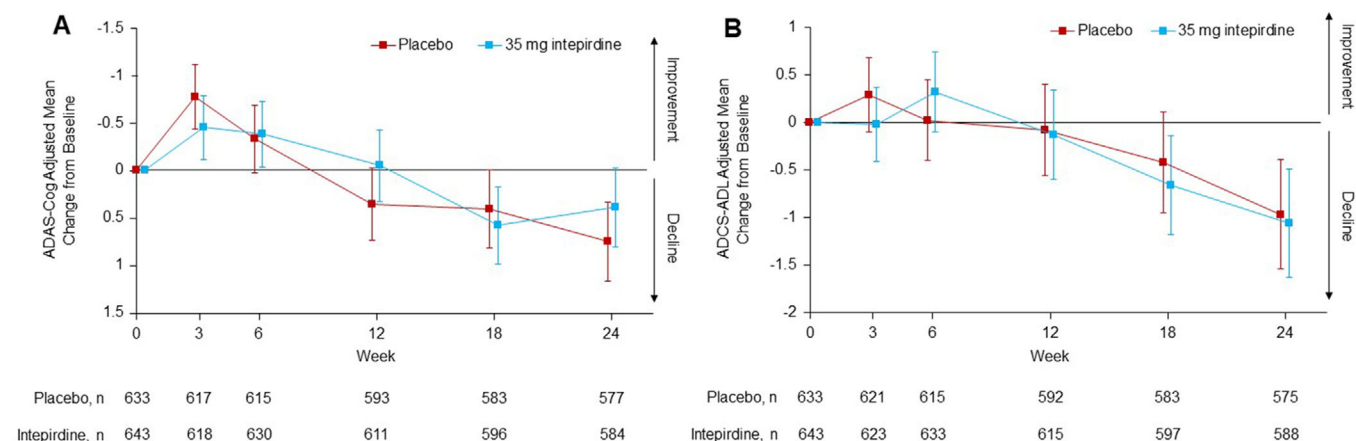 A
Placebo
35 mg intepirdine
ADAS-Cog Adjusted Mean
Change from Baseline
-1.5
-1
-0.5
0
0.5
1
1.5
Improvement
Decline
0 3 6 12 18 24
Week
Placebo, n 633 617 615 593 583 577
Intepirdine, n 643 618 630 611 596 584
B
Placebo
35 mg intepirdine
ADCS-ADL Adjusted Mean
Change from Baseline
1
0.5
0
-0.5
-1
-1.5
-2
Improvement
Decline
0 3 6 12 18 24
Week
Placebo, n 633 621 615 592 583 575
Intepirdine, n 643 623 633 615 597 588